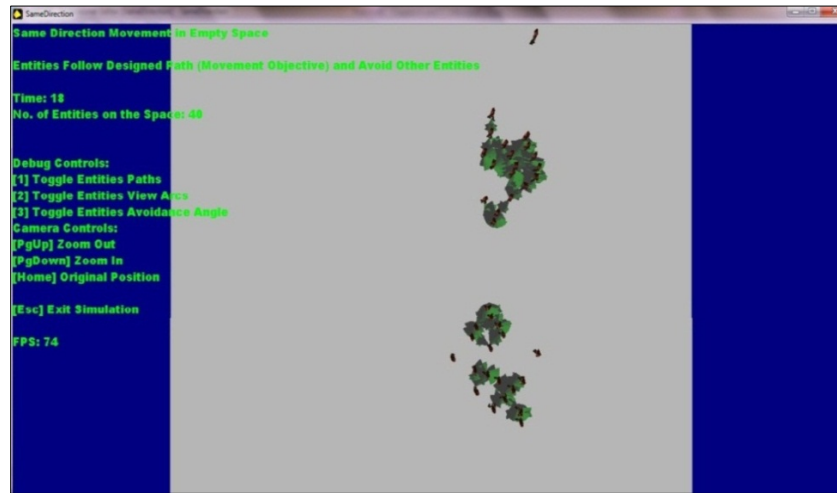 SameDirection
Same Direction Movement in Empty Space
Entities Follow Designed Path (Movement Objective) and Avoid Other Entities
Time: 18
No. of Entities on the Space: 40
Debug Controls:
[1] Toggle Entities Paths
[2] Toggle Entities View Arcs
[3] Toggle Entities Avoidance Angle
Camera Controls:
[PgUp] Zoom Out
[PgDown] Zoom In
[Home] Original Position
[Esc] Exit Simulation
FPS: 74